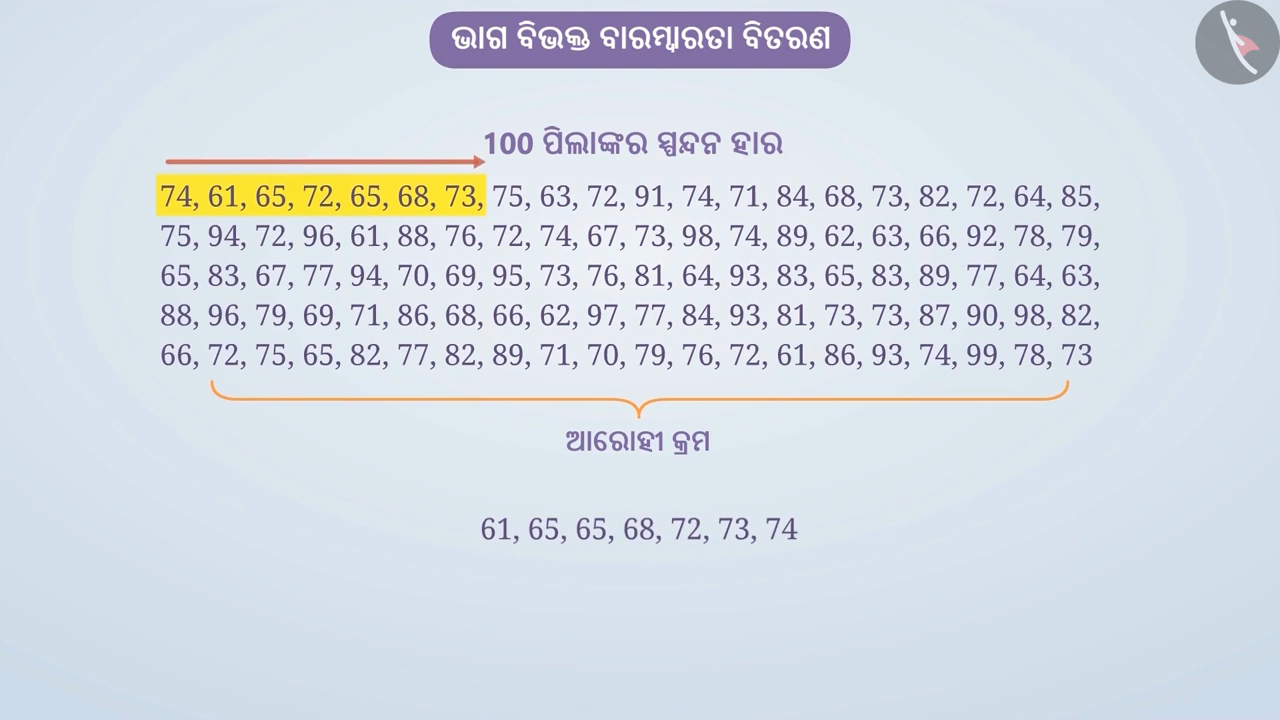 ଭାଗ ବିଭକ୍ତ ବାରମ୍ବାରତା ବିତରଣ
100 ପିଲାଙ୍କର ସ୍ପନ୍ଦନ ହାର
74, 61, 65, 72, 65, 68, 73, 75, 63, 72, 91, 74, 71, 84, 68, 73, 82, 72, 64, 85,
75, 94, 72, 96, 61, 88, 76, 72, 74, 67, 73, 98, 74, 89, 62, 63, 66, 92, 78, 79,
65, 83, 67, 77, 94, 70, 69, 95, 73, 76, 81, 64, 93, 83, 65, 83, 89, 77, 64, 63,
88, 96, 79, 69, 71, 86, 68, 66, 62, 97, 77, 84, 93, 81, 73, 73, 87, 90, 98, 82,
66, 72, 75, 65, 82, 77, 82, 89, 71, 70, 79, 76, 72, 61, 86, 93, 74, 99, 78, 73
ଆରୋହୀ କ୍ରମ
61, 65, 65, 68, 72, 73, 74